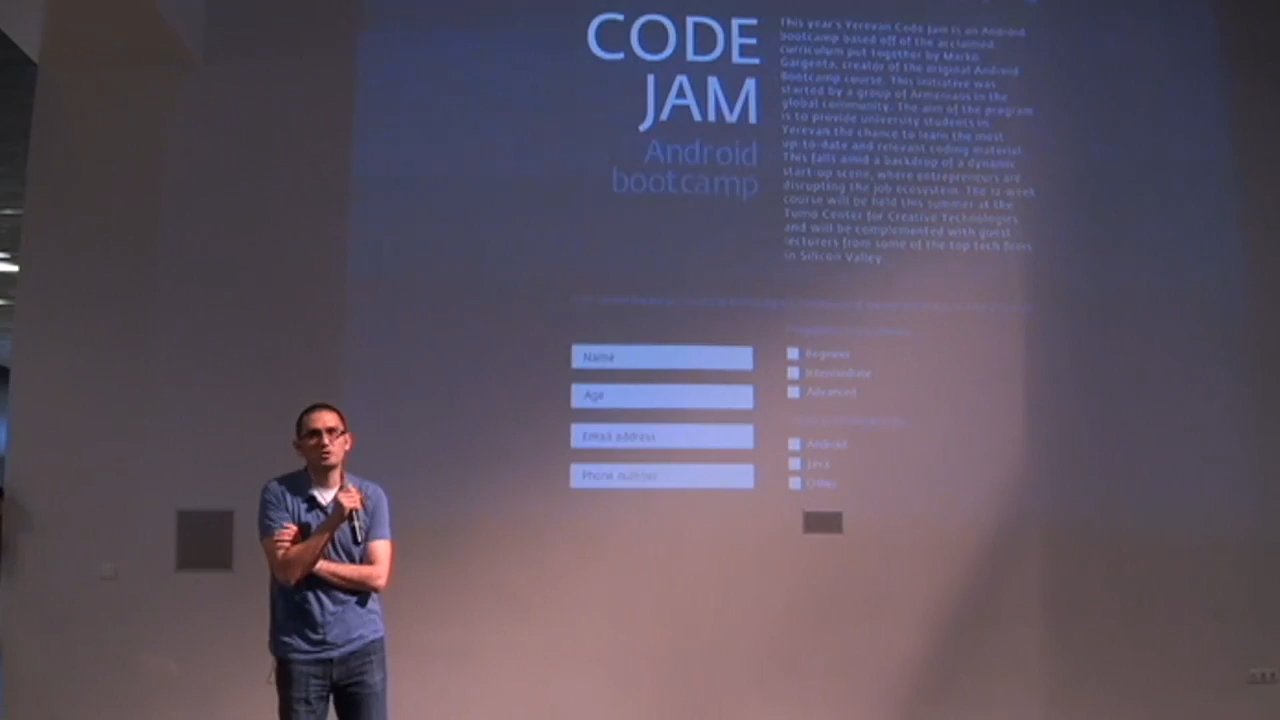 CODE
JAM
Android
bootcamp
This year's Yerevan Code Jam is an Android
bootcamp based off of the acclaimed
curriculum put together by Marko
Gargenta, creator of the original Android
Bootcamp course. This initiative was
started by a group of Armenians in the
global community. The aim of the program
is to provide university students in
Yerevan the chance to learn the most
up-to-date and relevant coding material.
This falls amid a backdrop of a dynamic
start-up scene, where entrepreneurs are
disrupting the job ecosystem. The 12-week
course will be held this summer at the
Tumo Center for Creative Technologies
and will be complemented with guest
lecturers from some of the top tech firms
in Silicon Valley.
Name
Age
Email address
Phone number
Beginner
Intermediate
Advanced
Android
Java
Other